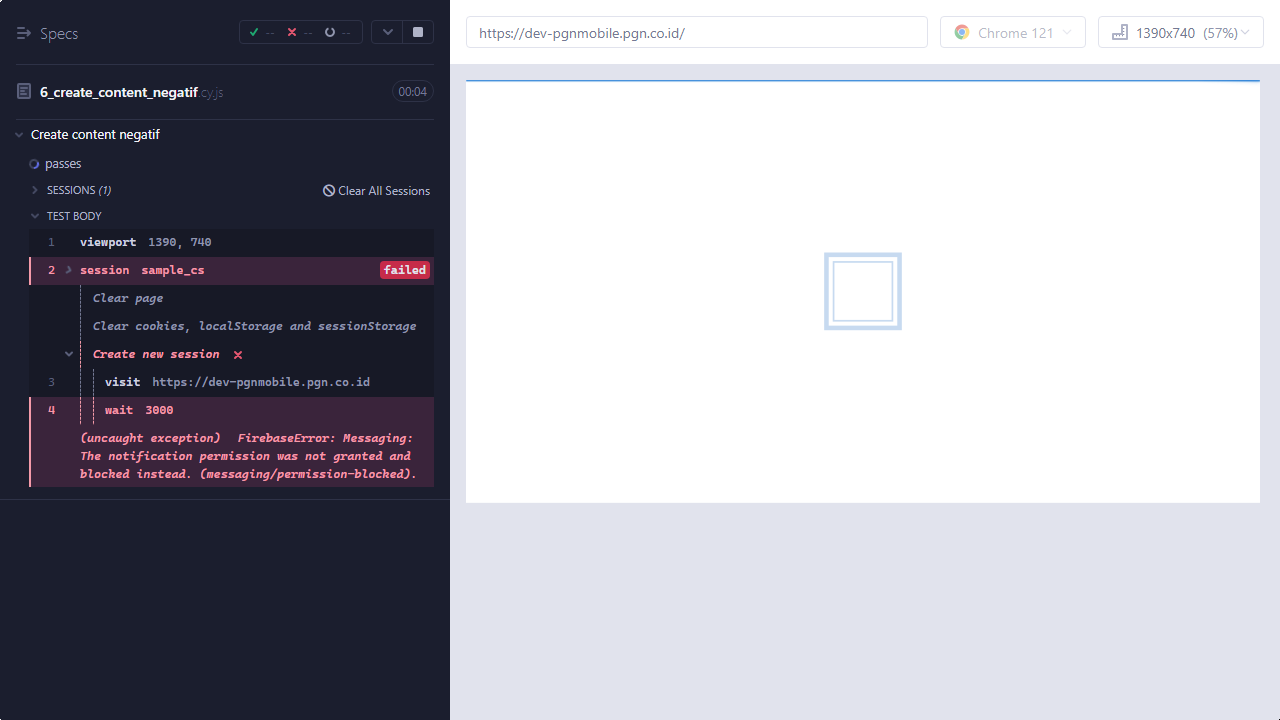 Specs
-- -- --
6_create_content_negatif.cy.js 00:04
Create content negatif
passes
SESSIONS (1) Clear All Sessions
TEST BODY
1 viewport 1390, 740
2 session sample_cs failed
Clear page
Clear cookies, localStorage and sessionStorage
Create new session
3 visit https://dev-pgnmobile.pgn.co.id
4 wait 3000
(uncaught exception) FirebaseError: Messaging:
The notification permission was not granted and
blocked instead. (messaging/permission-blocked).
https://dev-pgnmobile.pgn.co.id/
Chrome 121
1390x740 (57%)